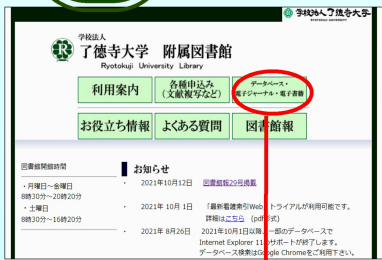 学校法人了德寺大学
RYOTOKUJI UNIVERSITY
学校法人
了德寺大学 附属図書館
Ryotokuji University Library
利用案内
各種申込み
(文献複写など)
データベース・
電子ジャーナル・電子書籍
お役立ち情報
よくある質問
図書館報
図書館開館時間
・月曜日~金曜日
8時30分~20時20分
・土曜日
8時30分~16時20分
お知らせ
・ 2021年10月12日 図書館報29号掲載
・ 2021年 10月 1日 「最新看護索引Web」トライアルが利用可能です。
詳細はこちら (pdf形式)
・ 2021年 8月26日 2021年10月1日以降、一部のデータベースで
Internet Explorer 11のサポートが終了します。
データベース検索はGoogle Chromeをご利用下さい。